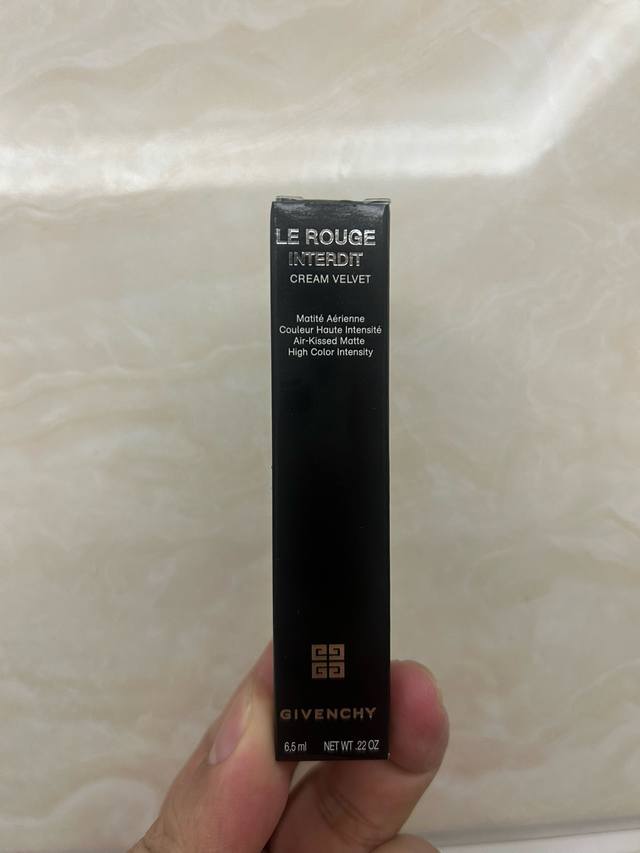 LE ROUGE
INTERDIT
CREAM VELVET
Matité Aérienne
Couleur Haute Intensité
Air-Kissed Matte
High Color Intensity
GIVENCHY
6,5 ml NET WT .22 OZ